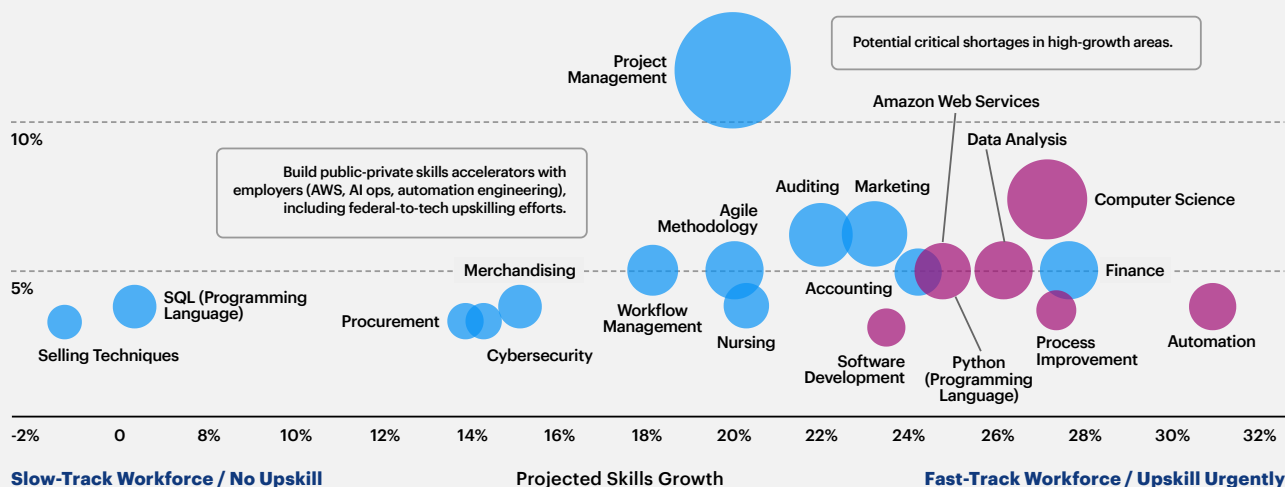 Project
Management
Potential critical shortages in high-growth areas.
Amazon Web Services
10%
Data Analysis
Build public-private skills accelerators with
employers (AWS, AI ops, automation engineering),
including federal-to-tech upskilling efforts.
Auditing
Marketing
Agile
Methodology
Computer Science
Merchandising
Finance
5%
SQL (Programming
Language)
Procurement
Accounting
Workflow
Management
Nursing
Selling Techniques
Cybersecurity
Software
Development
Python
(Programming
Language)
Process
Improvement
Automation
-2% 0 8% 10% 12% 14% 16% 18% 20% 22% 24% 26% 28% 30% 32%
Slow-Track Workforce / No Upskill
Projected Skills Growth
Fast-Track Workforce / Upskill Urgently